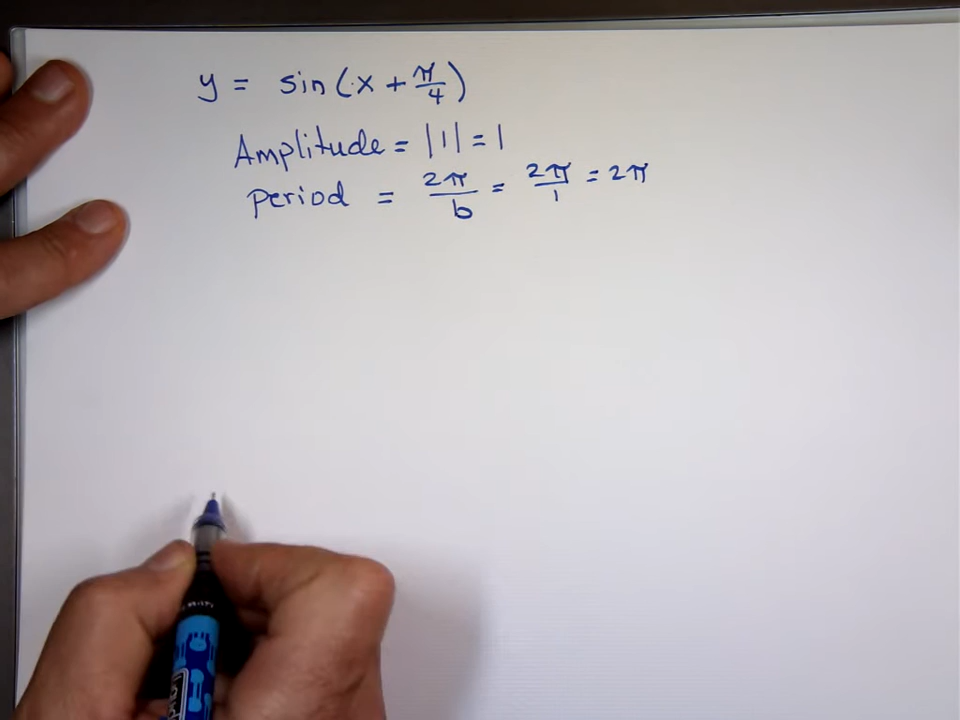 y = sin(x + π/4)
Amplitude = |1| = 1
period = 2π/b = 2π/1 = 2π